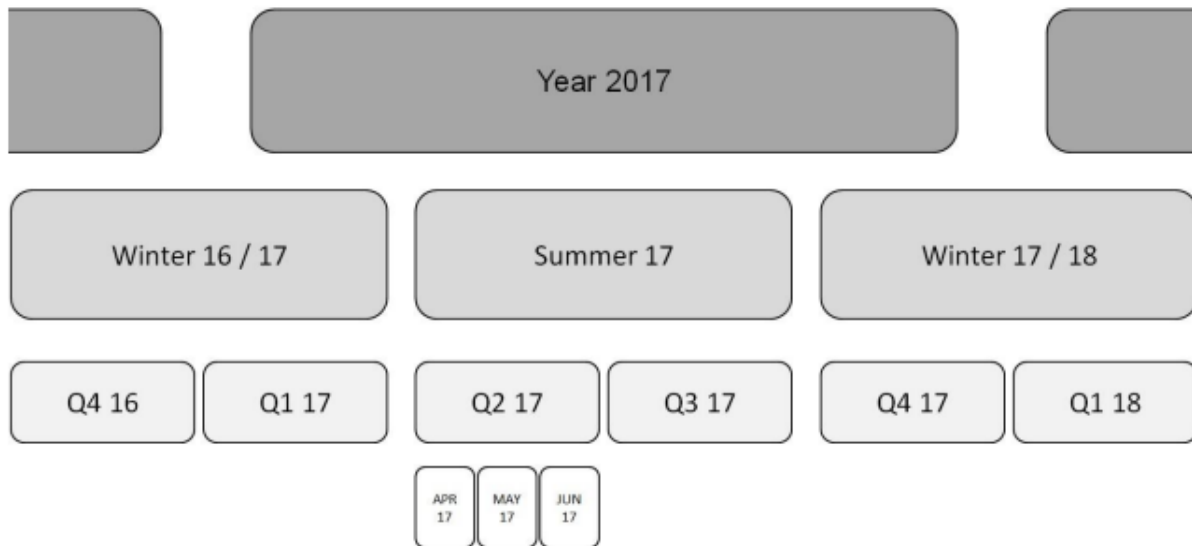 Year 2017
Winter 16 / 17
Summer 17
Winter 17 / 18
Q4 16
Q1 17
Q2 17
Q3 17
Q4 17
Q1 18
APR
17
MAY
17
JUN
17